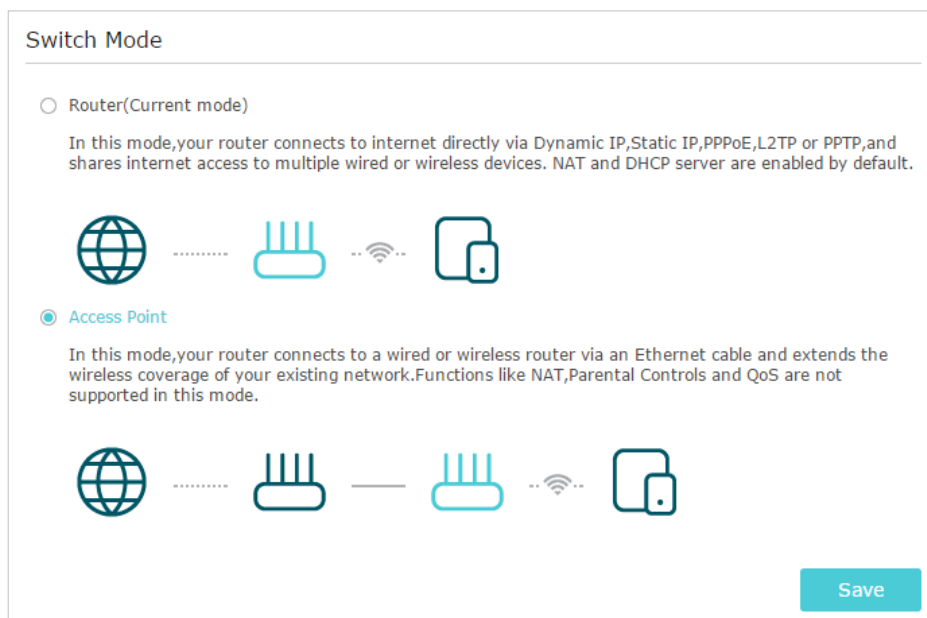 Switch Mode
Router(Current mode)
In this mode,your router connects to internet directly via Dynamic IP,Static IP,PPPoE,L2TP or PPTP,and
shares internet access to multiple wired or wireless devices. NAT and DHCP server are enabled by default.
Access Point
In this mode,your router connects to a wired or wireless router via an Ethernet cable and extends the
wireless coverage of your existing network.Functions like NAT,Parental Controls and QoS are not
supported in this mode.
Save